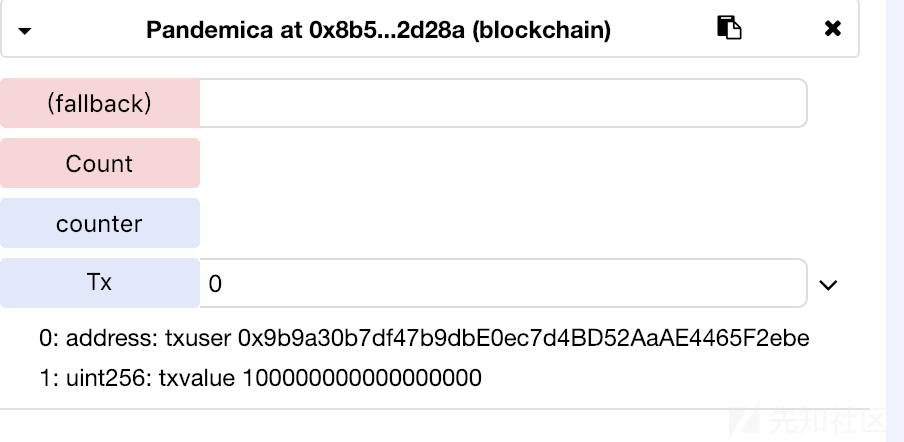 Pandemica at 0x8b5...2d28a (blockchain)
(fallback)
Count
counter
Tx 0
0: address: txuser 0x9b9a30b7df47b9dbE0ec7d4BD52AaAE4465F2ebe
1: uint256: txvalue 100000000000000000
先知社区